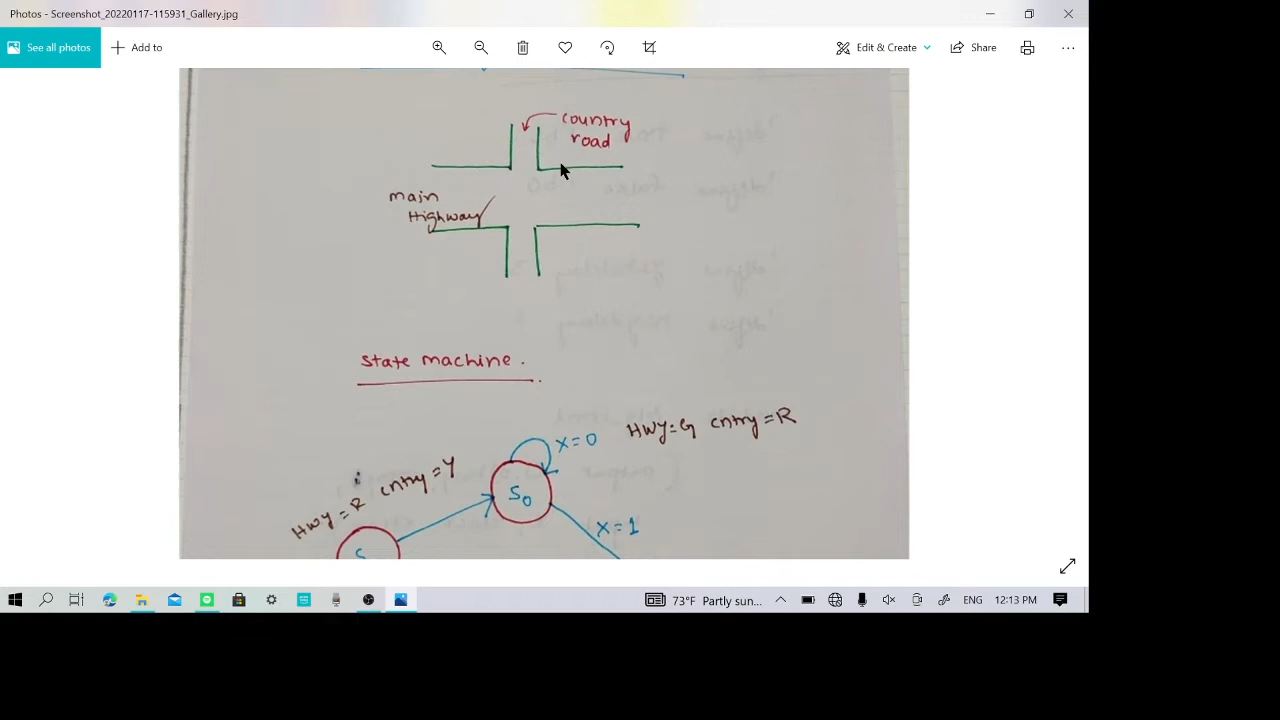 Photos - Screenshot_20220117-115931_Gallery.jpg
See all photos
Add to
Edit & Create
Share
country
road
main
Highway
State machine.
HWY=G cntry=R
X=0
HWY=R cntry=Y
S0
X=1
S
73°F Partly sun...
ENG
12:13 PM